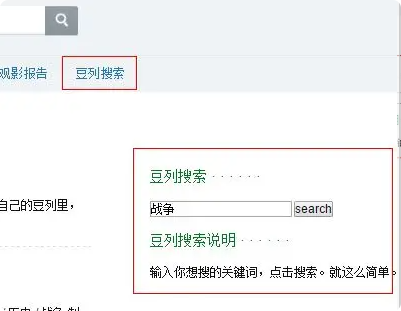 观影报告 豆列搜索
豆列搜索 · · · · · ·
自己的豆列里，
战争 search
豆列搜索说明 · · · · · ·
输入你想搜的关键词，点击搜索。就这么简单。